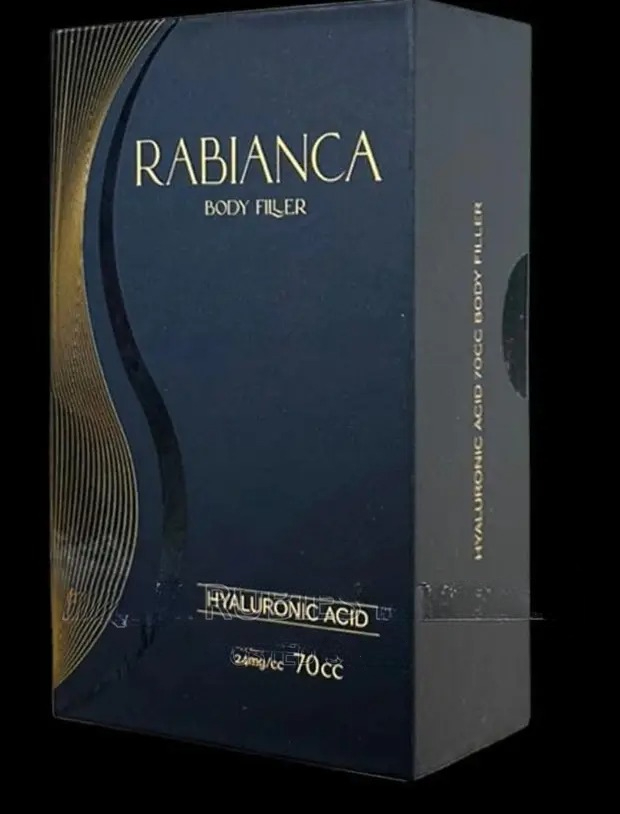 RABIANCA
BODY FILLER
HYALURONIC ACID
24mg/cc 70cc
HYALURONIC ACID 70CC BODY FILLER